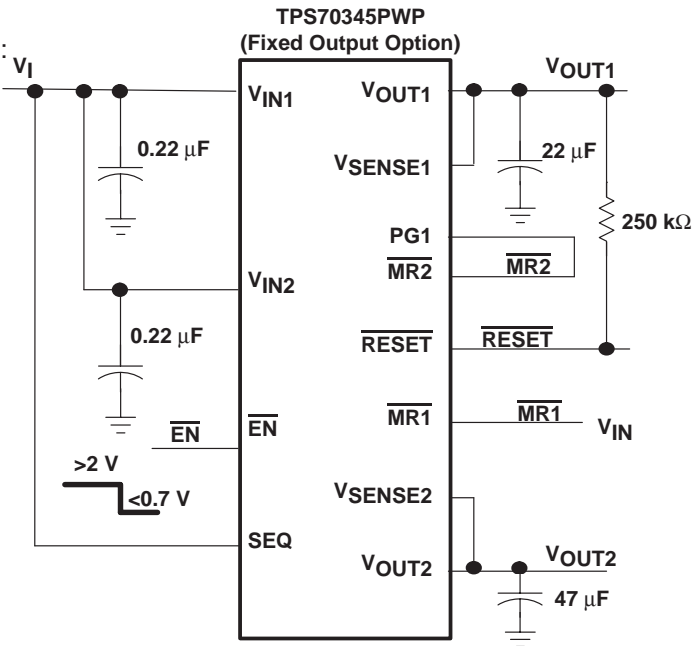 TPS70345PWP
(Fixed Output Option)
:
VI
VIN1
VOUT1
VOUT1
0.22 μF
22 μF
VSENSE1
250 kΩ
PG1
MR2
MR2
VIN2
0.22 μF
RESET
RESET
EN
EN
MR1
MR1
VIN
>2 V
<0.7 V
VSENSE2
SEQ
VOUT2
VOUT2
47 μF